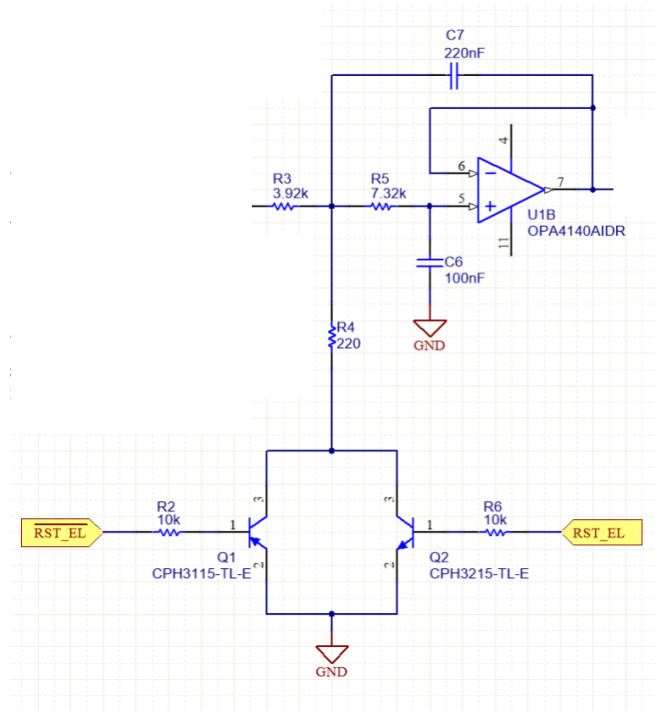 C7
220nF
4
6
R3
3.92k
R5
7.32k
5
7
U1B
OPA4140AIDR
11
C6
100nF
GND
R4
220
R2
10k
3
3
R6
10k
RST_EL
1
1
RST_EL
Q1
CPH3115-TL-E
2
2
Q2
CPH3215-TL-E
GND